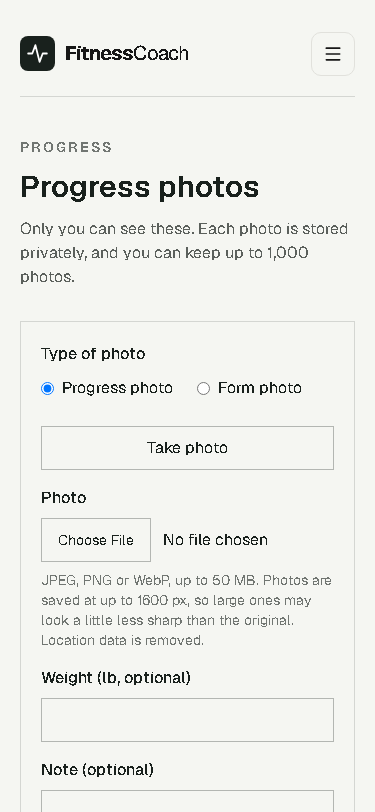 FitnessCoach
PROGRESS
Progress photos
Only you can see these. Each photo is stored
privately, and you can keep up to 1,000
photos.
Type of photo
Progress photo Form photo
Take photo
Photo
Choose File No file chosen
JPEG, PNG or WebP, up to 50 MB. Photos are
saved at up to 1600 px, so large ones may
look a little less sharp than the original.
Location data is removed.
Weight (lb, optional)
Note (optional)